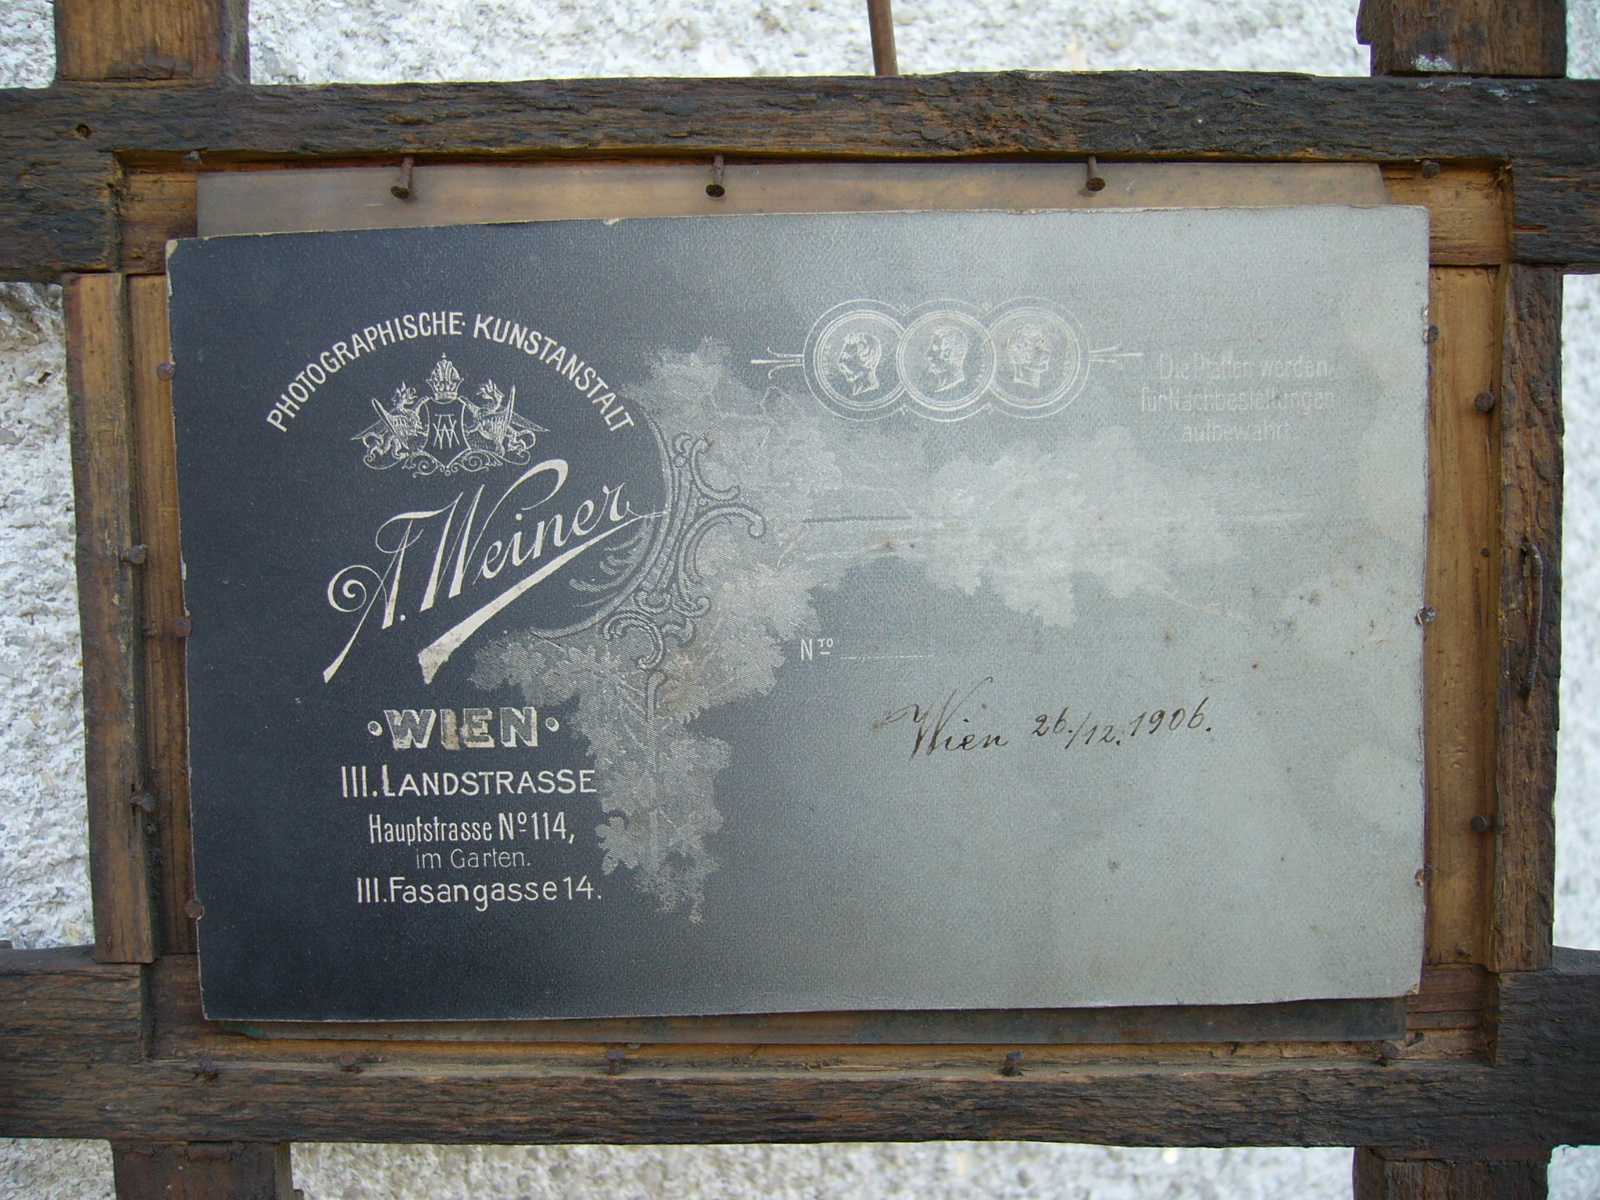 PHOTOGRAPHISCHE KUNSTANSTALT
A. Weiner
·WIEN·
III. LANDSTRASSE
Hauptstrasse Nº 114,
im Garten.
III. Fasangasse 14.
Die Platten werden
für Nachbestellungen
aufbewahrt
Nᵀᴼ
Wien 26./12. 1906.